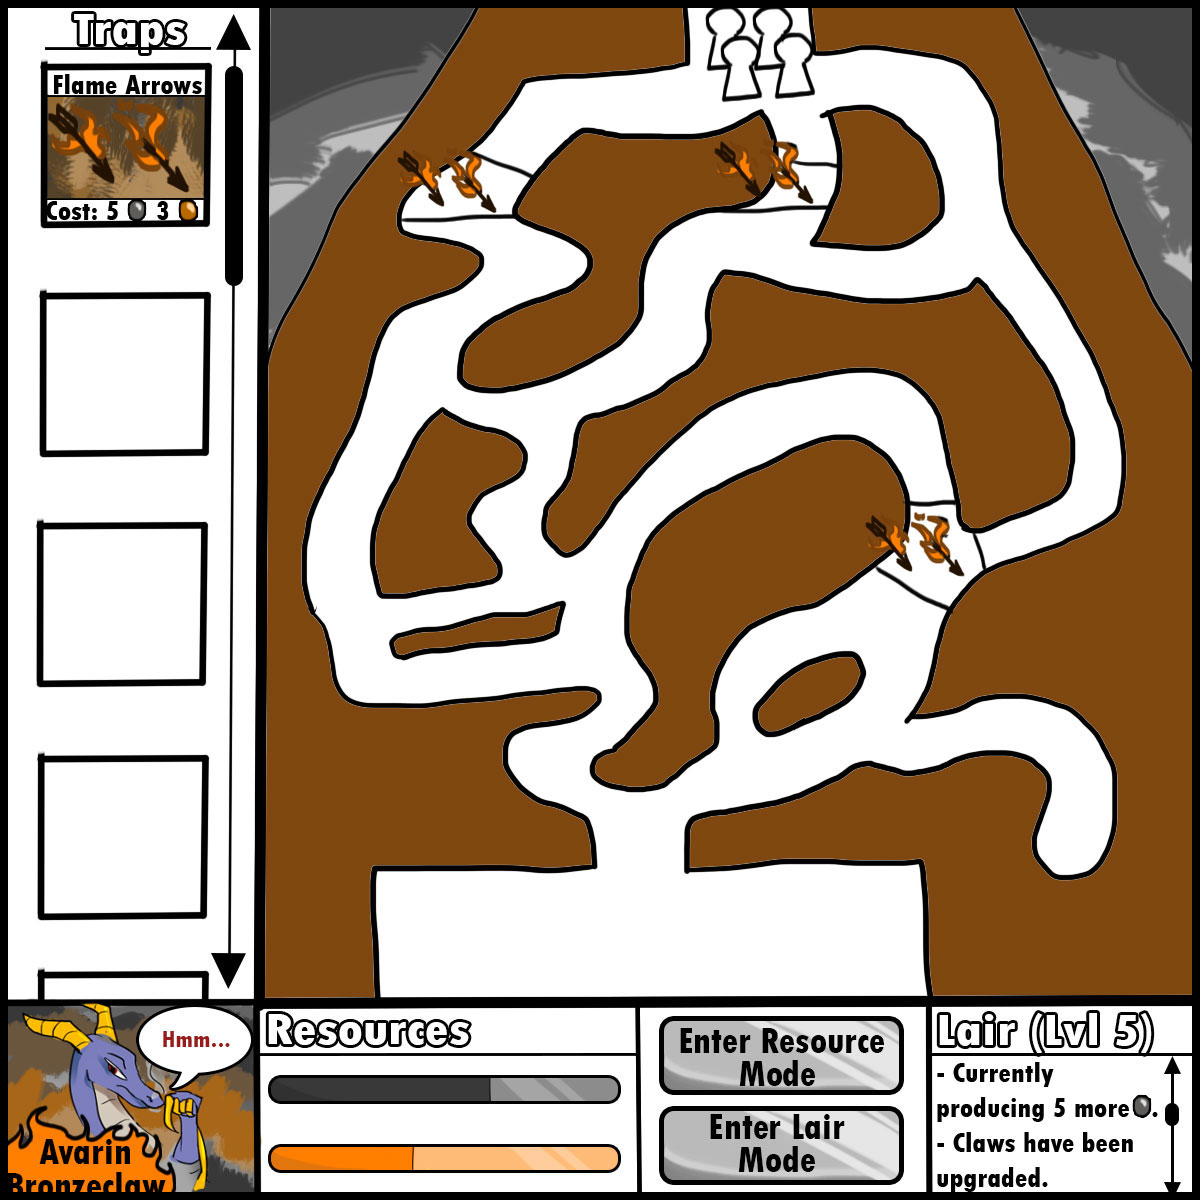 Traps
Flame Arrows
Cost: 5 3
Hmm...
Avarin
Bronzeclaw
Resources
Enter Resource
Mode
Enter Lair
Mode
Lair (Lvl 5)
- Currently
producing 5 more .
- Claws have been
upgraded.